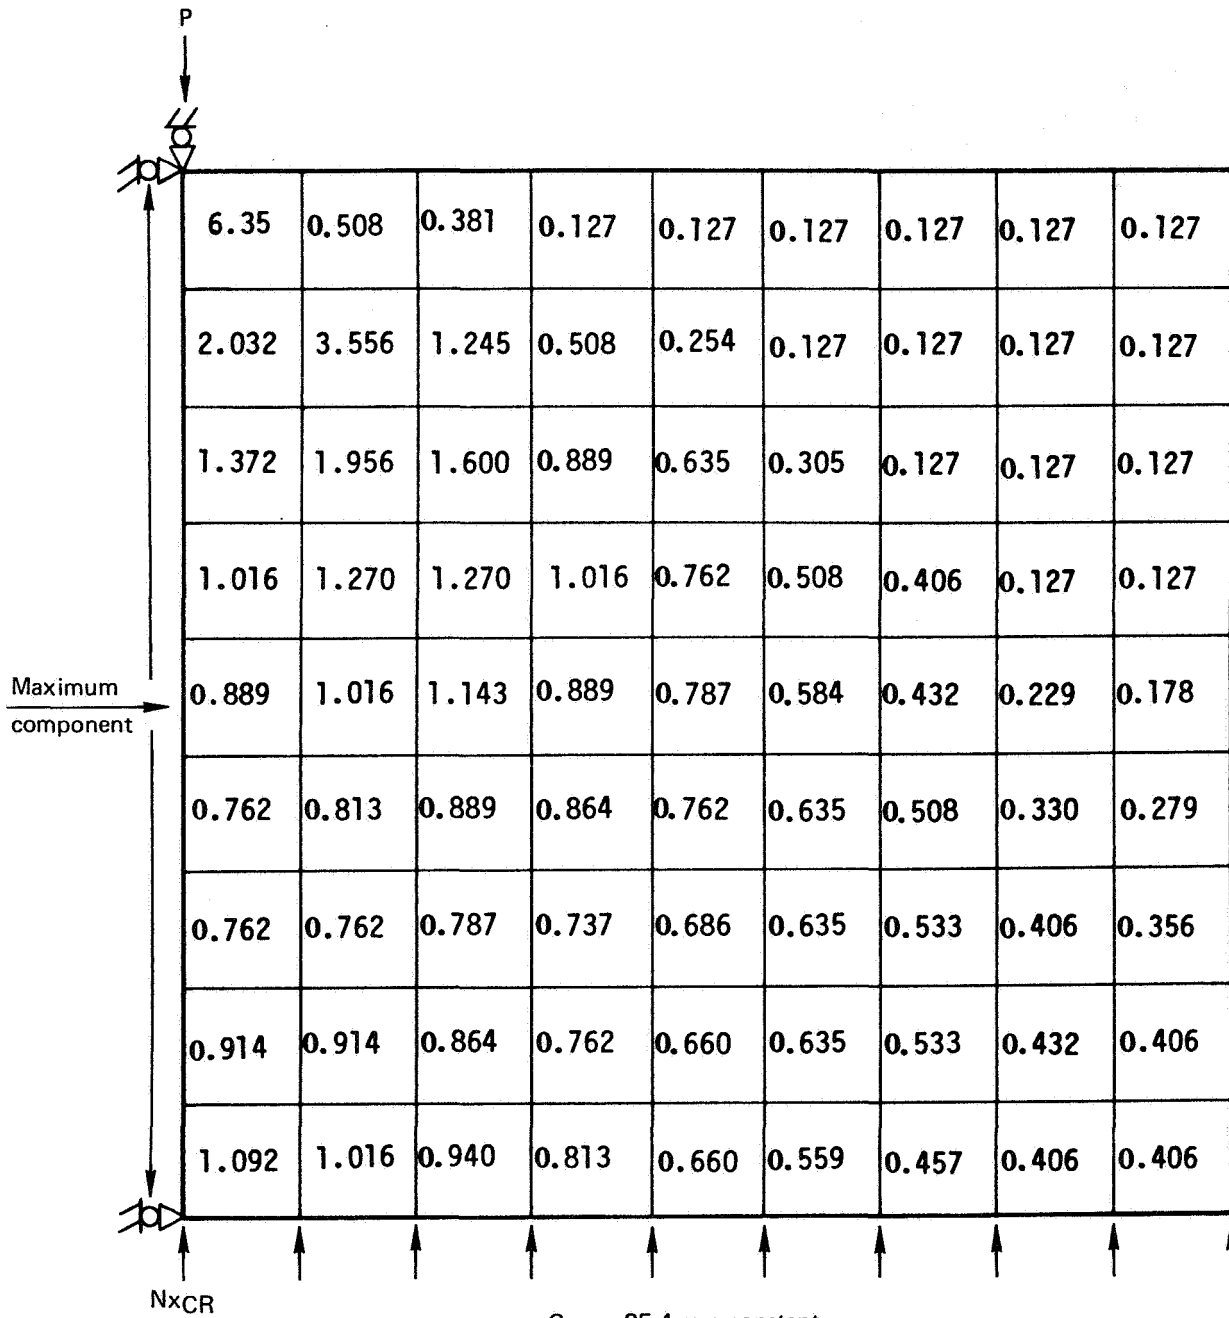 P
6.35 0.508 0.381 0.127 0.127 0.127 0.127 0.127 0.127
2.032 3.556 1.245 0.508 0.254 0.127 0.127 0.127 0.127
1.372 1.956 1.600 0.889 0.635 0.305 0.127 0.127 0.127
1.016 1.270 1.270 1.016 0.762 0.508 0.406 0.127 0.127
Maximum
component
0.889 1.016 1.143 0.889 0.787 0.584 0.432 0.229 0.178
0.762 0.813 0.889 0.864 0.762 0.635 0.508 0.330 0.279
0.762 0.762 0.787 0.737 0.686 0.635 0.533 0.406 0.356
0.914 0.914 0.864 0.762 0.660 0.635 0.533 0.432 0.406
1.092 1.016 0.940 0.813 0.660 0.559 0.457 0.406 0.406
NxCR